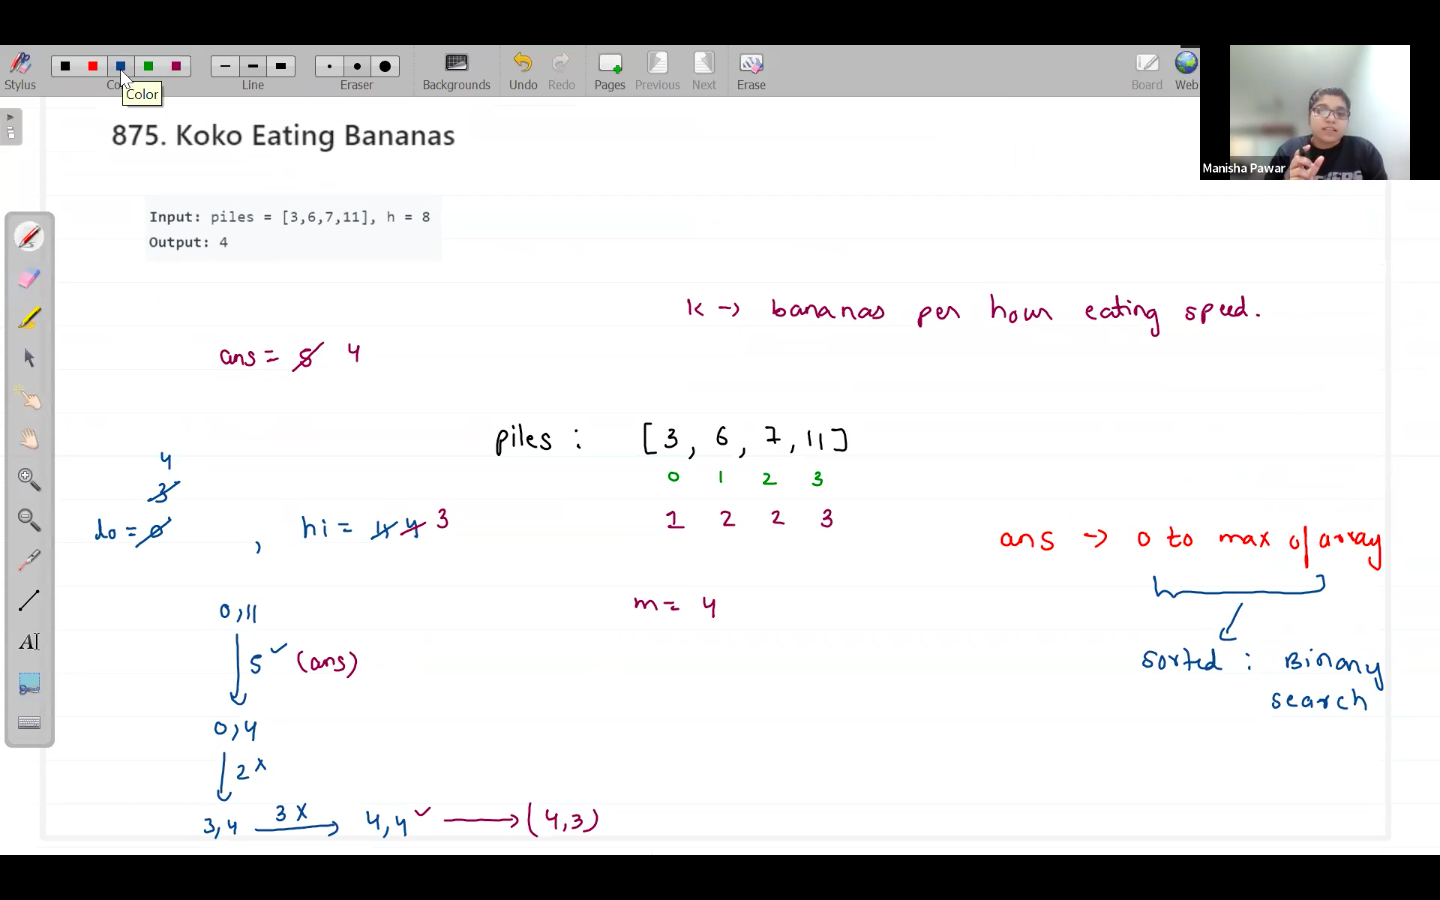 Stylus
Color
Line
Eraser
Backgrounds
Undo
Redo
Pages
Previous
Next
Erase
Board
Web
Color
Manisha Pawar
875. Koko Eating Bananas
Input: piles = [3,6,7,11], h = 8
Output: 4
K -> bananas per hour eating speed.
ans = 5 4
piles : [3, 6, 7, 11]
0 1 2 3
1 2 2 3
4
3
lo = 0 , hi = 11 4 3
ans -> 0 to max of array
sorted : Binary
search
m = 4
0,11
5 ✓ (ans)
0,4
2 x
3,4 3 x 4,4 ✓ (4,3)
AI